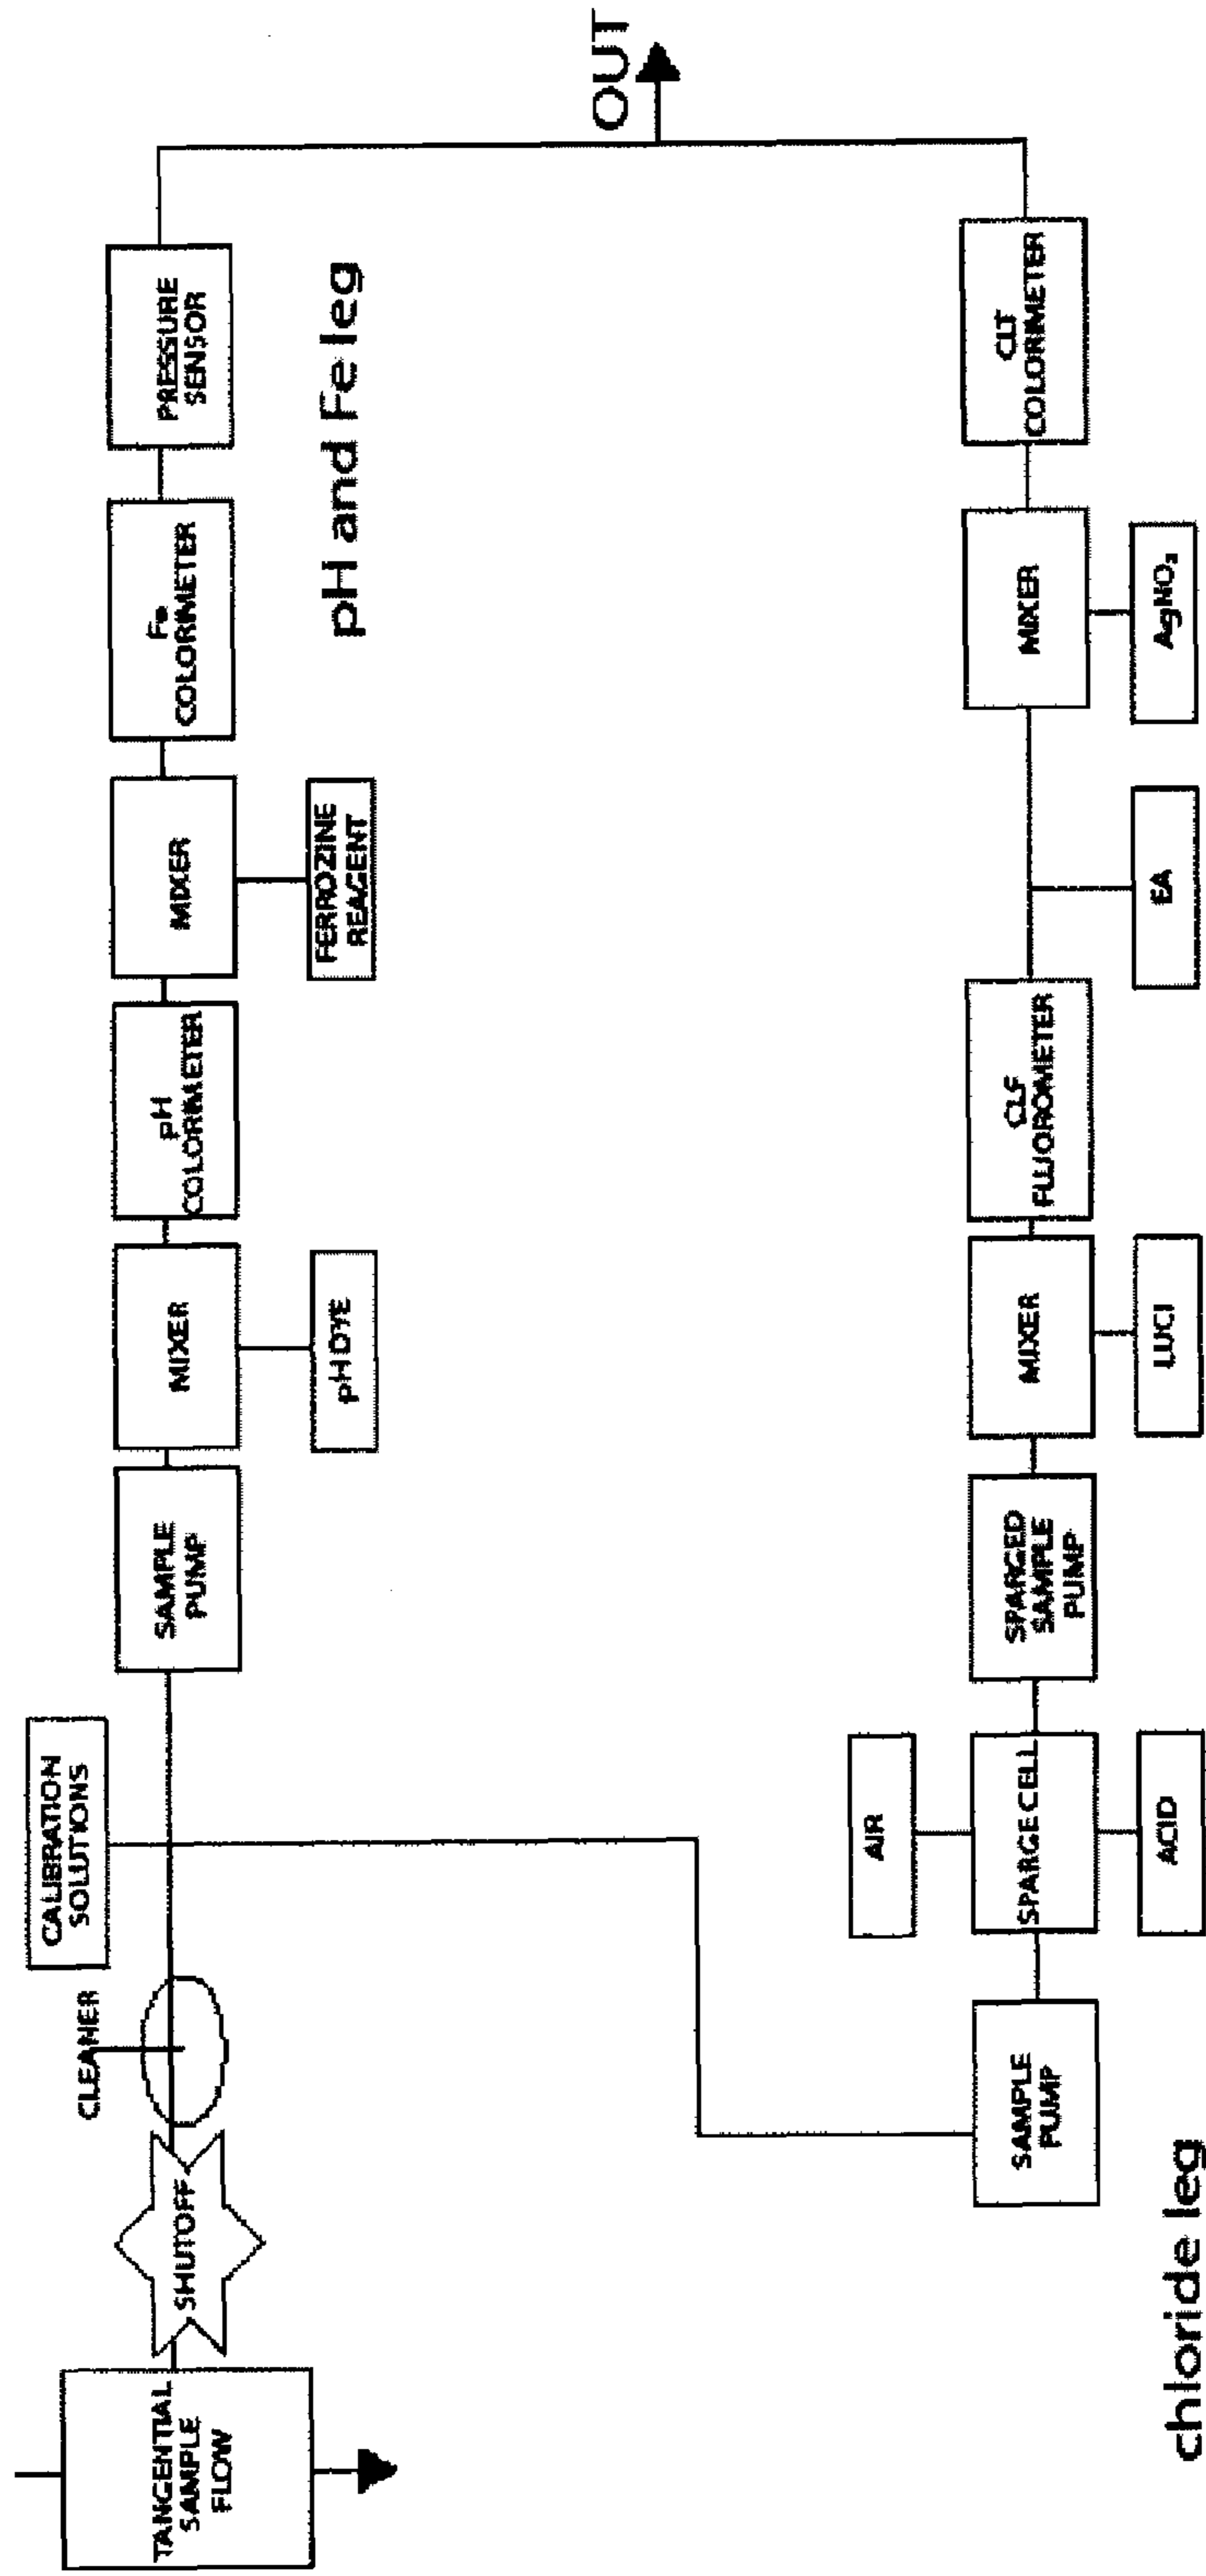 TANGENTIAL
SAMPLE
FLOW
SHUTOFF
CLEANER
CALIBRATION
SOLUTIONS
SAMPLE
PUMP
MIXER
pH DYE
pH
COLORIMETER
MIXER
FERROZINE
REAGENT
Fe
COLORIMETER
PRESSURE
SENSOR
pH and Fe leg
OUT
SAMPLE
PUMP
AIR
SPARGE CELL
ACID
SPARGED
SAMPLE
PUMP
MIXER
LUCI
CLF
FLUOROMETER
EA
MIXER
AgNO₃
CLT
COLORIMETER
chloride leg